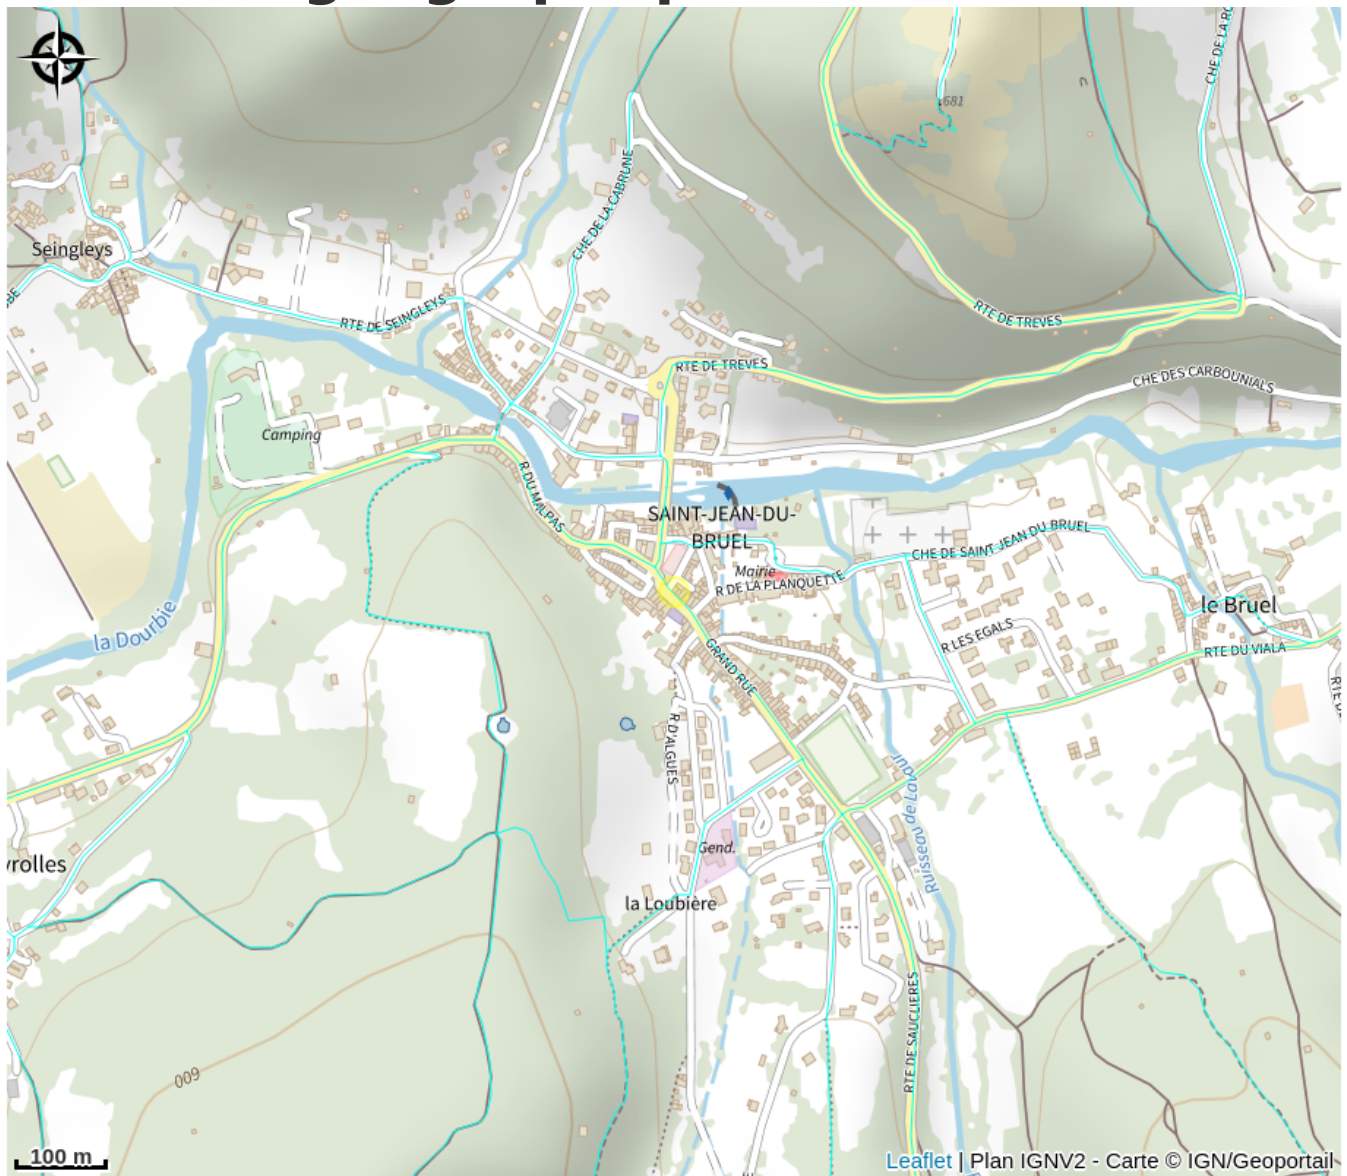 681
CHE DE LA CABRUNE
Seingleys
RTE DE SEINGLEYS
RTE DE TREVES
RTE DE TREVES
CHE DES CARBOUNIALS
Camping
R DU MALPAS
SAINT-JEAN-DU-
BRUEL
CHE DE SAINT JEAN DU BRUEL
Mairie
R DE LA PLANQUETTE
le Bruel
la Dourbie
R LES EGALS
RTE DU VIALA
GRAND RUE
R D'ALGUES
Ruisseau de Lavaur
Gend.
yrolles
la Loubière
RTE DE SAUCLIERES
600
100 m
Leaflet | Plan IGNV2 - Carte © IGN/Geoportail